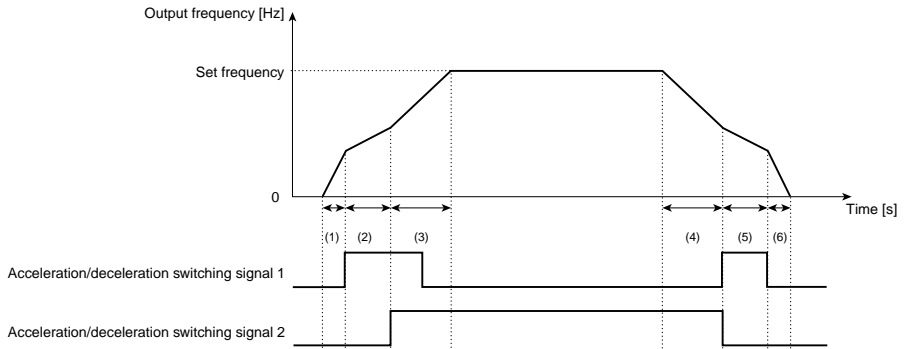 Output frequency [Hz]
Set frequency
0
Time [s]
(1)
(2)
(3)
(4)
(5)
(6)
Acceleration/deceleration switching signal 1
Acceleration/deceleration switching signal 2